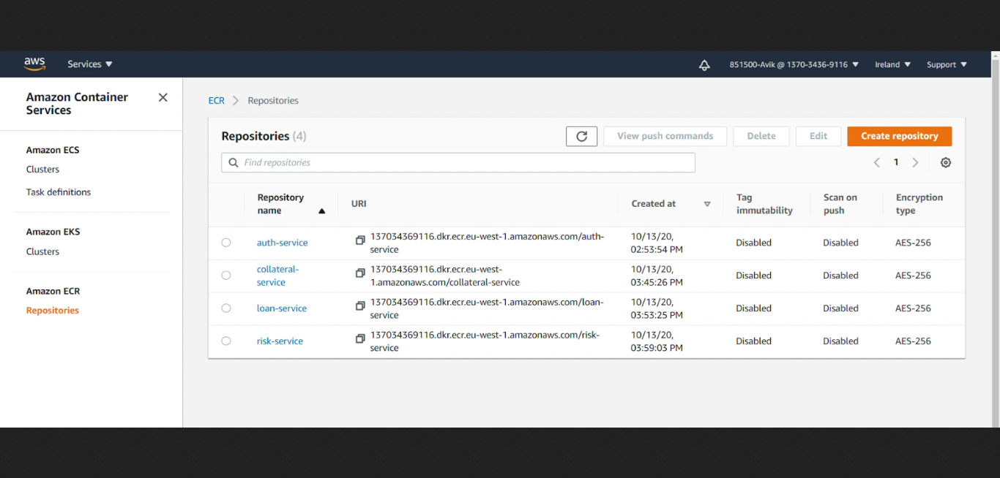 aws Services 851500-Avik @ 1370-3436-9116 Ireland Support
Amazon Container
Services
Amazon ECS
Clusters
Task definitions
Amazon EKS
Clusters
Amazon ECR
Repositories
ECR Repositories
Repositories (4) View push commands Delete Edit Create repository
Find repositories 1
Repository
name
URI
Created at
Tag
immutability
Scan on
push
Encryption
type
auth-service
137034369116.dkr.ecr.eu-west-1.amazonaws.com/auth-
service
10/13/20,
02:53:54 PM
Disabled
Disabled
AES-256
collateral-
service
137034369116.dkr.ecr.eu-west-
1.amazonaws.com/collateral-service
10/13/20,
03:45:26 PM
Disabled
Disabled
AES-256
loan-service
137034369116.dkr.ecr.eu-west-1.amazonaws.com/loan-
service
10/13/20,
03:53:25 PM
Disabled
Disabled
AES-256
risk-service
137034369116.dkr.ecr.eu-west-1.amazonaws.com/risk-
service
10/13/20,
03:59:03 PM
Disabled
Disabled
AES-256